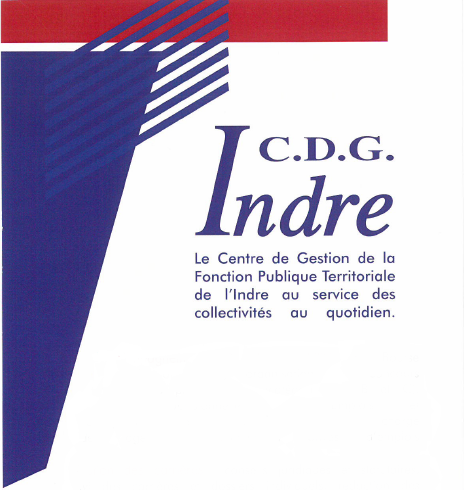 C.D.G.
Indre
Le Centre de Gestion de la
Fonction Publique Territoriale
de l'Indre au service des
collectivités au quotidien.